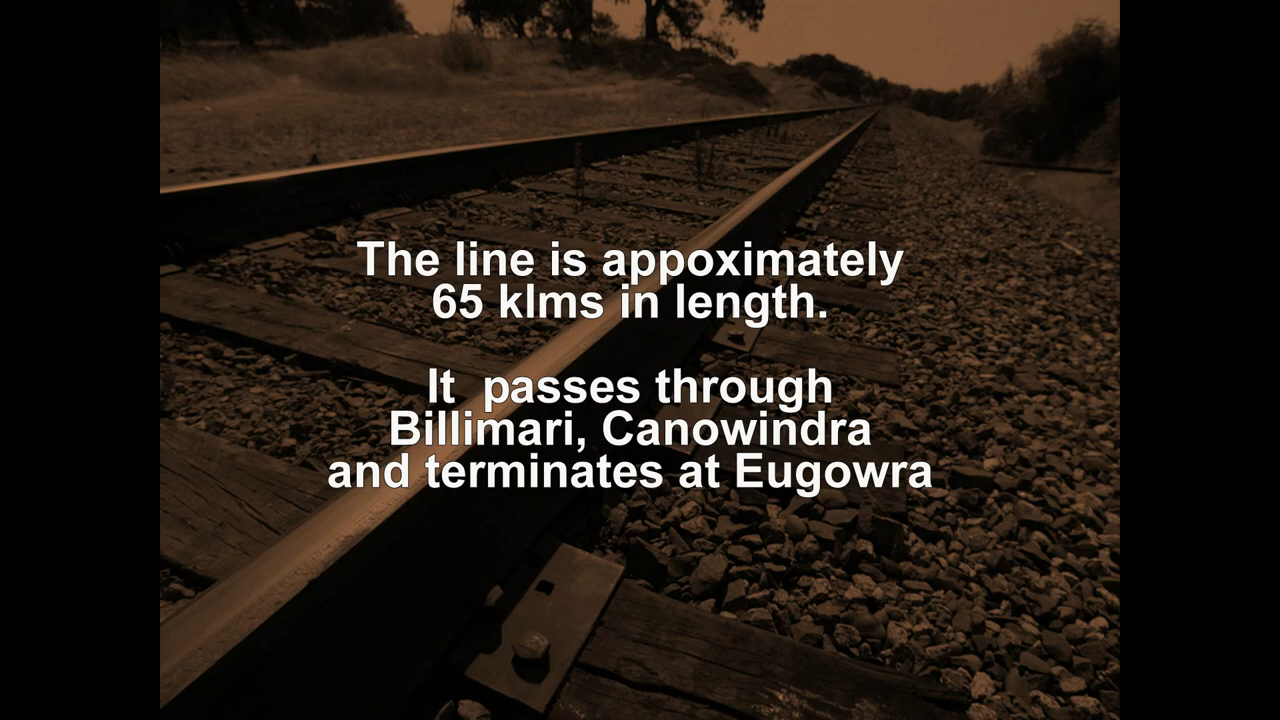 The line is appoximately
65 klms in length.
It  passes through
Billimari, Canowindra
and terminates at Eugowra